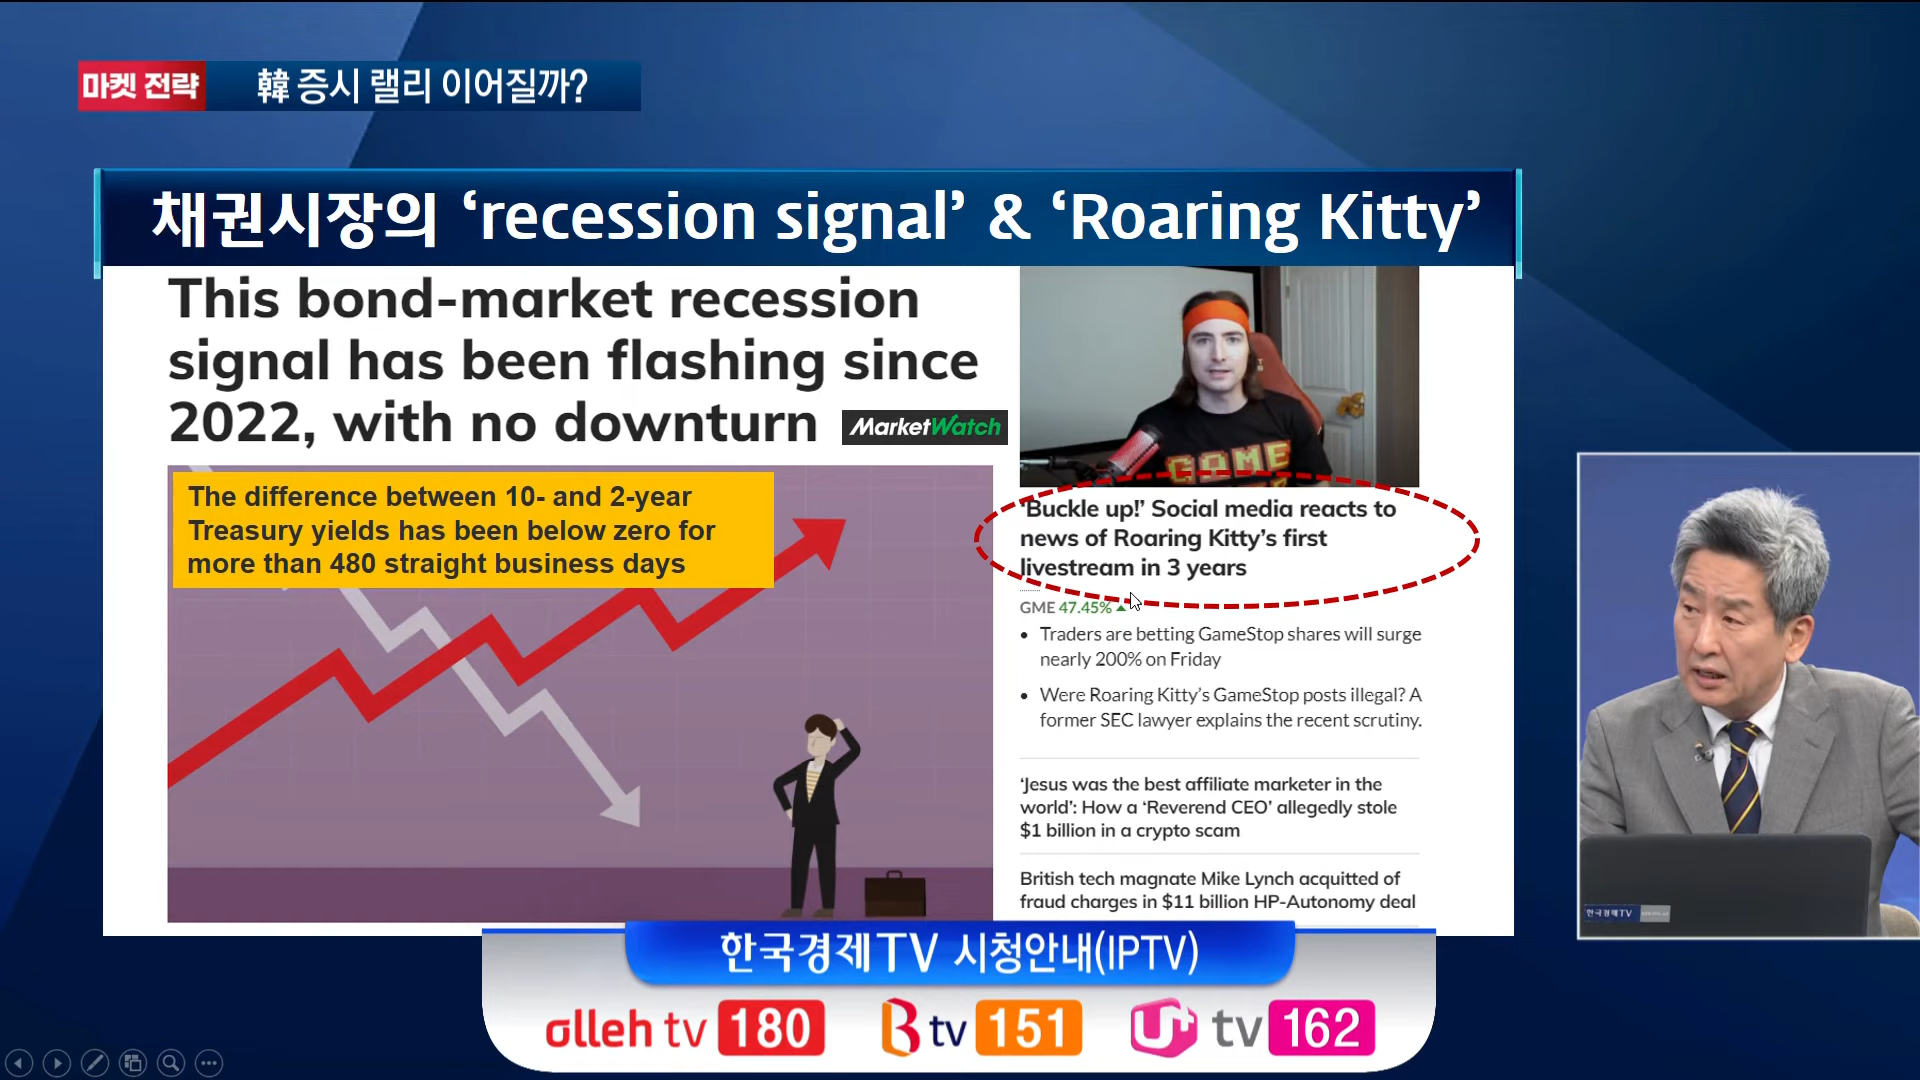 마켓 전략
韓 증시 랠리 이어질까?
채권시장의 ‘recession signal’ & ‘Roaring Kitty’
This bond-market recession
signal has been flashing since
2022, with no downturn
MarketWatch
The difference between 10- and 2-year
Treasury yields has been below zero for
more than 480 straight business days
GAME
‘Buckle up!’ Social media reacts to
news of Roaring Kitty’s first
livestream in 3 years
GME 47.45%
• Traders are betting GameStop shares will surge
nearly 200% on Friday
• Were Roaring Kitty’s GameStop posts illegal? A
former SEC lawyer explains the recent scrutiny.
‘Jesus was the best affiliate marketer in the
world’: How a ‘Reverend CEO’ allegedly stole
$1 billion in a crypto scam
British tech magnate Mike Lynch acquitted of
fraud charges in $11 billion HP-Autonomy deal
한국경제TV
한국경제TV 시청안내(IPTV)
olleh tv 180
B tv 151
U+ tv 162